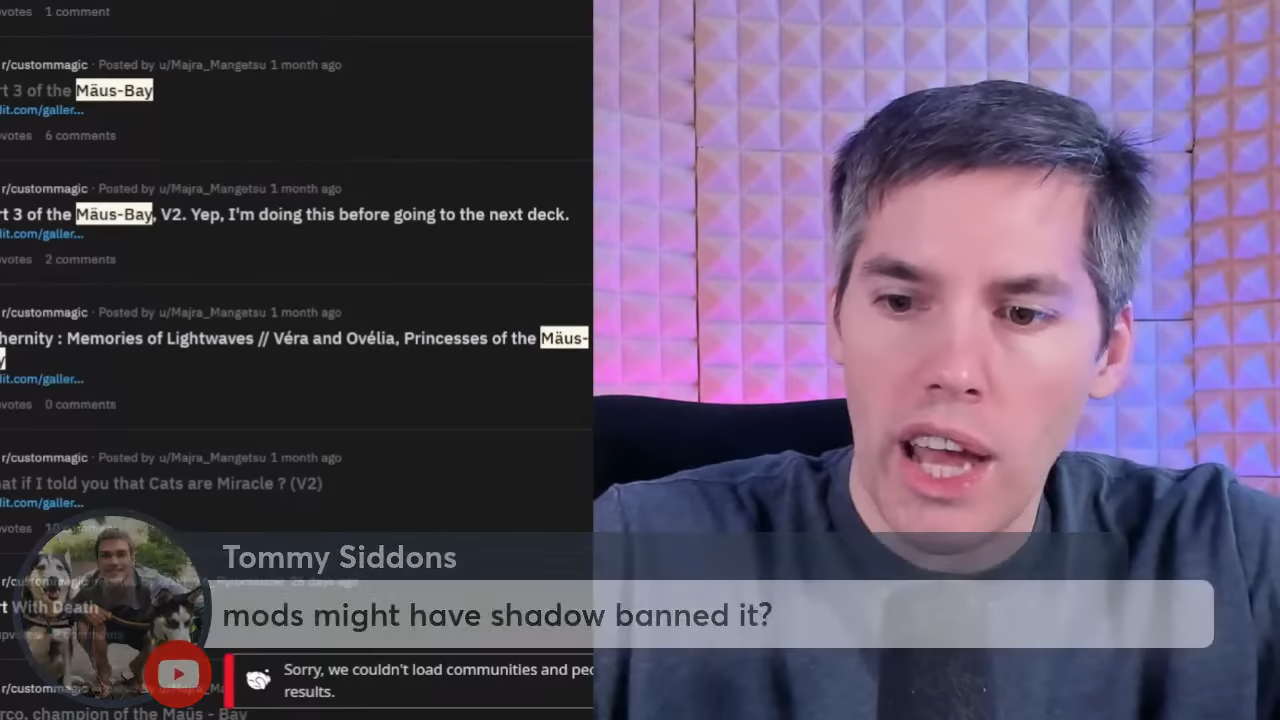 votes 1 comment
r/custommagic · Posted by u/Majra_Mangetsu 1 month ago
rt 3 of the Mäus-Bay
dit.com/galler...
votes 6 comments
r/custommagic · Posted by u/Majra_Mangetsu 1 month ago
rt 3 of the Mäus-Bay, V2. Yep, I'm doing this before going to the next deck.
dit.com/galler...
votes 2 comments
r/custommagic · Posted by u/Majra_Mangetsu 1 month ago
hernity : Memories of Lightwaves // Véra and Ovélia, Princesses of the Mäus-
y
dit.com/galler...
votes 0 comments
r/custommagic · Posted by u/Majra_Mangetsu 1 month ago
hat if I told you that Cats are Miracle ? (V2)
dit.com/galler...
votes 10 comments
Tommy Siddons
r/custommagic 25 days ago
rt With Death
mods might have shadow banned it?
Sorry, we couldn't load communities and peo
results.
r/custommagic
rco, champion of the Maüs - Bay